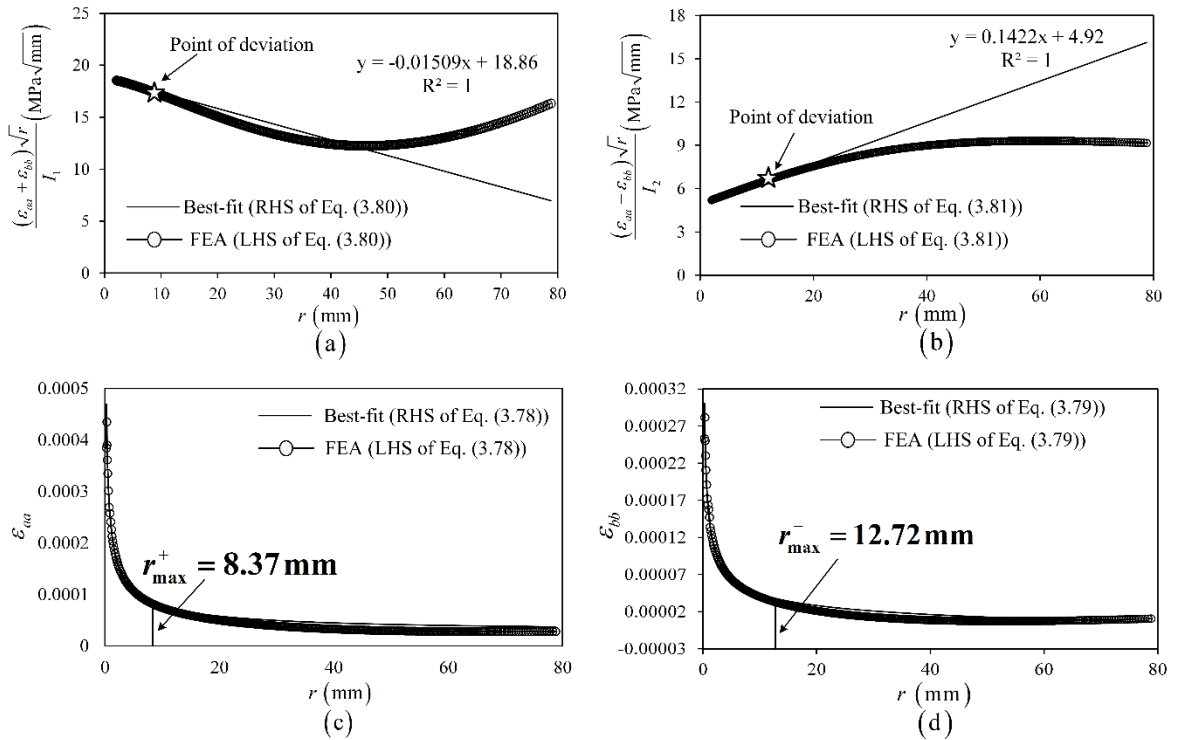 25
20
15
10
5
0
0 10 20 30 40 50 60 70 80
(ε_aa + ε_bb)√r / I_1 (MPa√mm)
Point of deviation
y = -0.01509x + 18.86
R² = 1
Best-fit (RHS of Eq. (3.80))
FEA (LHS of Eq. (3.80))
r (mm)
(a)
18
15
12
9
6
3
0
0 20 40 60 80
(ε_aa − ε_bb)√r / I_2 (MPa√mm)
y = 0.1422x + 4.92
R² = 1
Point of deviation
Best-fit (RHS of Eq. (3.81))
FEA (LHS of Eq. (3.81))
r (mm)
(b)
0.0005
0.0004
0.0003
0.0002
0.0001
0
0 20 40 60 80
ε_aa
Best-fit (RHS of Eq. (3.78))
FEA (LHS of Eq. (3.78))
r⁺_max = 8.37 mm
r (mm)
(c)
0.00032
0.00027
0.00022
0.00017
0.00012
0.00007
0.00002
-0.00003
0 20 40 60 80
ε_bb
Best-fit (RHS of Eq. (3.79))
FEA (LHS of Eq. (3.79))
r⁻_max = 12.72 mm
r (mm)
(d)